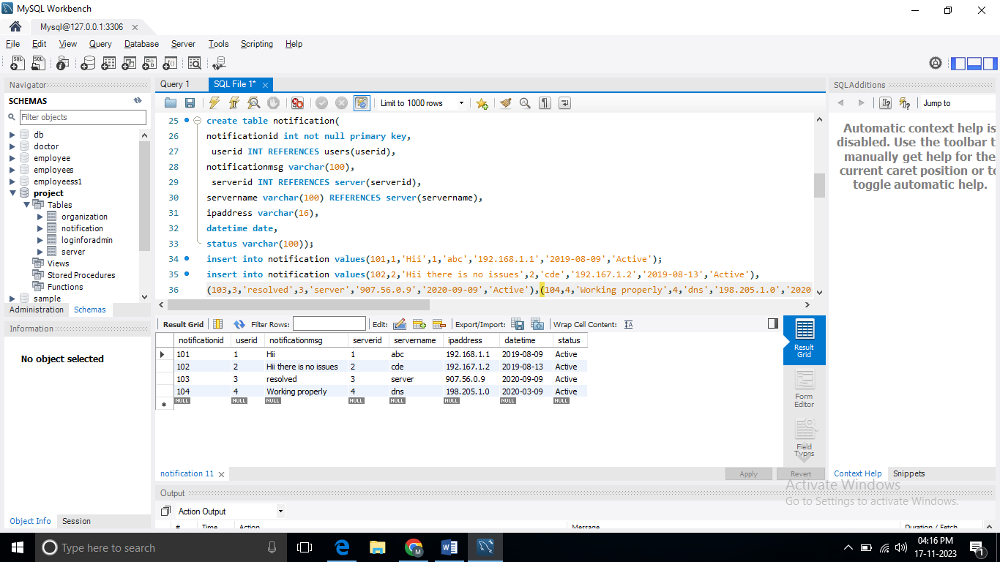 MySQL Workbench
Mysql@127.0.0.1:3306
File Edit View Query Database Server Tools Scripting Help
Navigator
SCHEMAS
Filter objects
db
doctor
employee
employees
employeess1
project
Tables
organization
notification
loginforadmin
server
Views
Stored Procedures
Functions
sample
Administration Schemas
Information
No object selected
Object Info Session
Query 1 SQL File 1*
Limit to 1000 rows
25 create table notification(
26 notificationid int not null primary key,
27 userid INT REFERENCES users(userid),
28 notificationmsg varchar(100),
29 serverid INT REFERENCES server(serverid),
30 servername varchar(100) REFERENCES server(servername),
31 ipaddress varchar(16),
32 datetime date,
33 status varchar(100));
34 insert into notification values(101,1,'Hii',1,'abc','192.168.1.1','2019-08-09','Active');
35 insert into notification values(102,2,'Hii there is no issues',2,'cde','192.167.1.2','2019-08-13','Active'),
36 (103,3,'resolved',3,'server','907.56.0.9','2020-09-09','Active'),(104,4,'Working properly',4,'dns','198.205.1.0','2020
Result Grid Filter Rows: Edit: Export/Import: Wrap Cell Content:
notificationid userid notificationmsg serverid servername ipaddress datetime status
101 1 Hii 1 abc 192.168.1.1 2019-08-09 Active
102 2 Hii there is no issues 2 cde 192.167.1.2 2019-08-13 Active
103 3 resolved 3 server 907.56.0.9 2020-09-09 Active
104 4 Working properly 4 dns 198.205.1.0 2020-03-09 Active
NULL NULL NULL NULL NULL NULL NULL NULL
Result
Grid
Form
Editor
Field
Types
notification 11 Apply Revert
Output
Action Output
# Time Action Message Duration / Fetch
SQLAdditions
Jump to
Automatic context help is
disabled. Use the toolbar t
manually get help for the
current caret position or to
toggle automatic help.
Context Help Snippets
Activate Windows
Go to Settings to activate Windows.
Type here to search
04:16 PM
17-11-2023
1